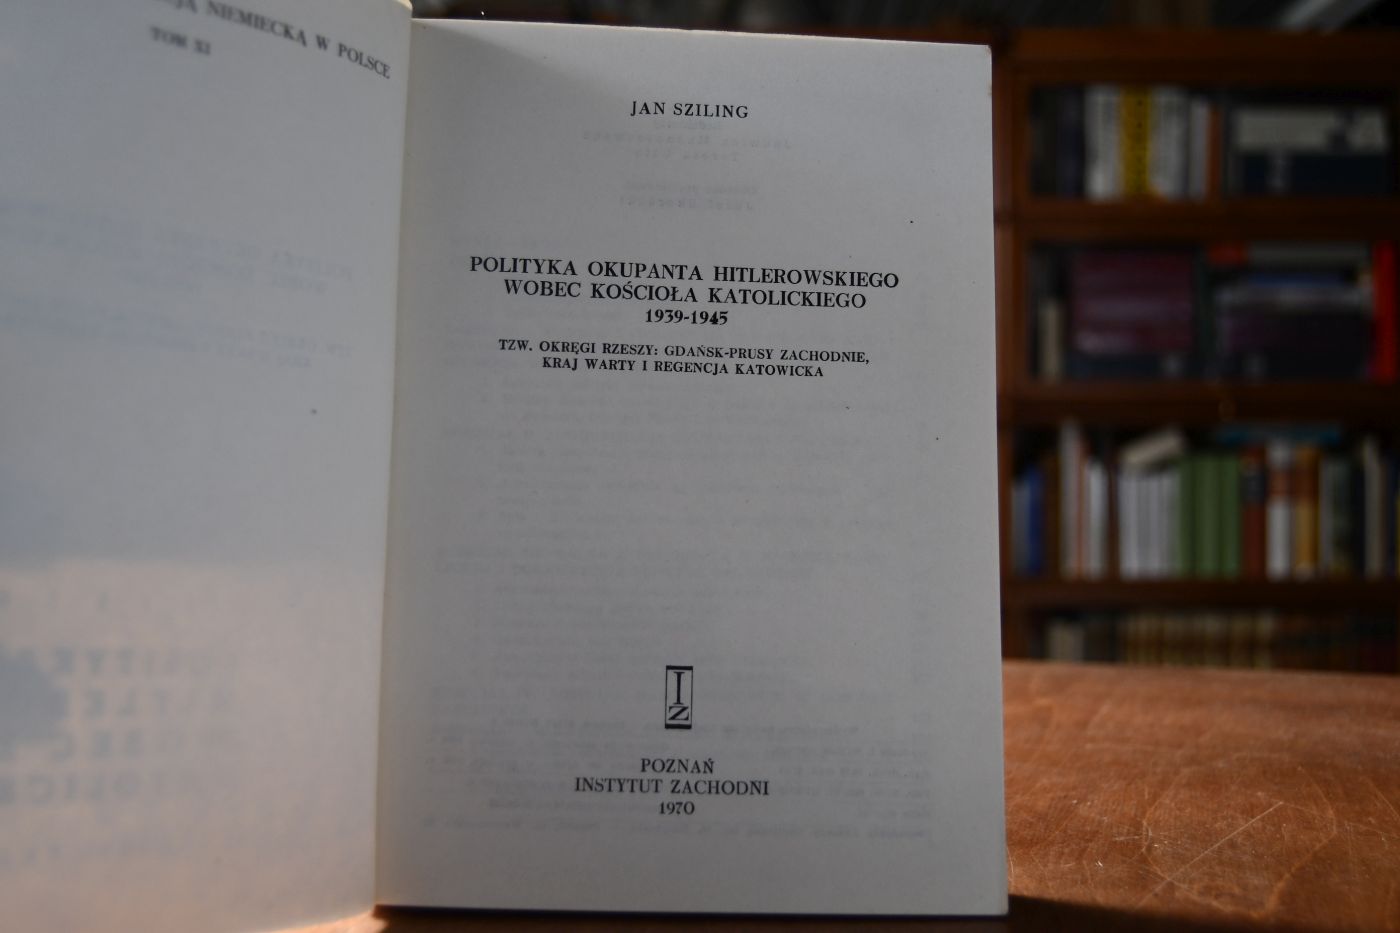 NIEMIECKA W POLSCE
TOM XI
JAN SZILING
POLITYKA OKUPANTA HITLEROWSKIEGO
WOBEC KOŚCIOŁA KATOLICKIEGO
1939-1945
TZW. OKRĘGI RZESZY: GDAŃSK-PRUSY ZACHODNIE,
KRAJ WARTY I REGENCJA KATOWICKA
IZ
POZNAŃ
INSTYTUT ZACHODNI
1970